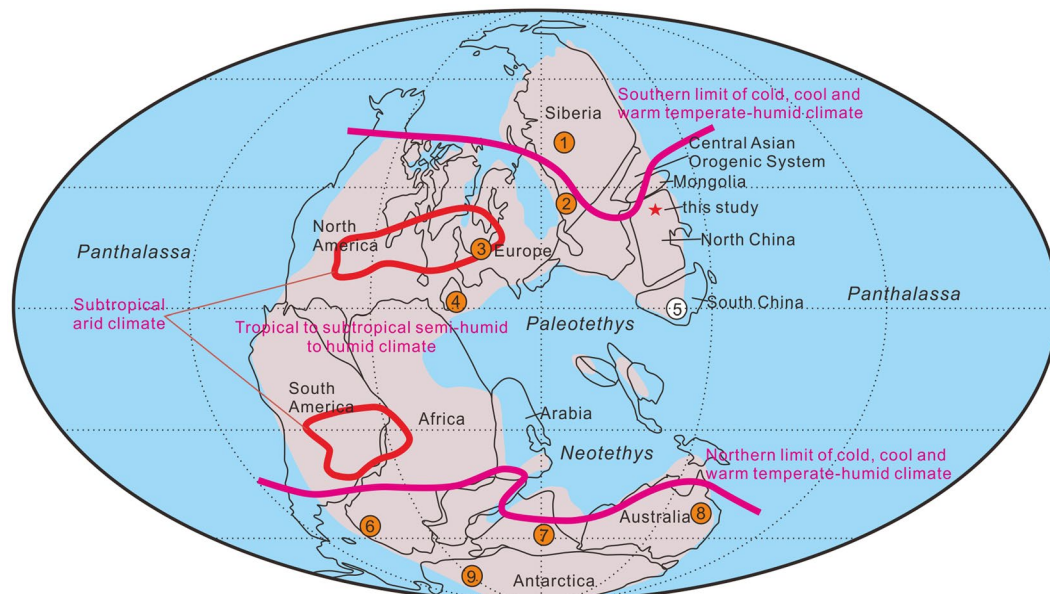 Southern limit of cold, cool and
warm temperate-humid climate
Siberia
1
Central Asian
Orogenic System
Mongolia
2
this study
North
America
Panthalassa
3
Europe
North China
Subtropical
arid climate
4
5
South China
Panthalassa
Tropical to subtropical semi-humid
to humid climate
Paleotethys
South
America
Africa
Arabia
Neotethys
Northern limit of cold, cool and
warm temperate-humid climate
6
7
Australia
8
9
Antarctica